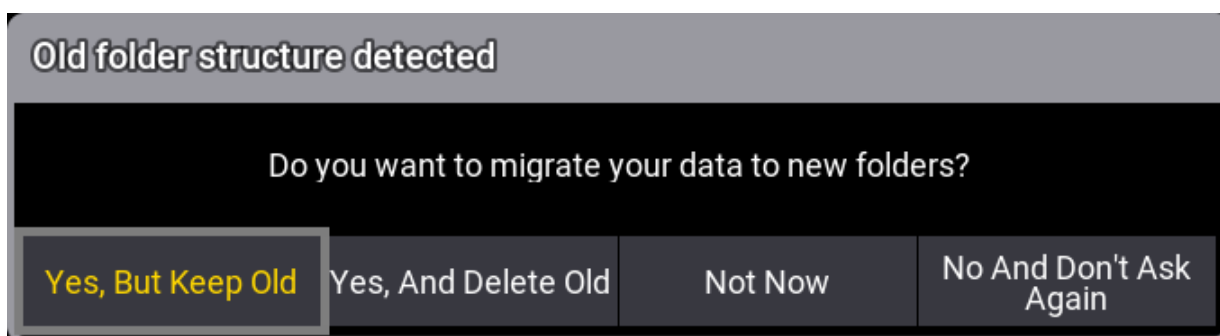 Old folder structure detected
Do you want to migrate your data to new folders?
Yes, But Keep Old
Yes, And Delete Old
Not Now
No And Don't Ask
Again